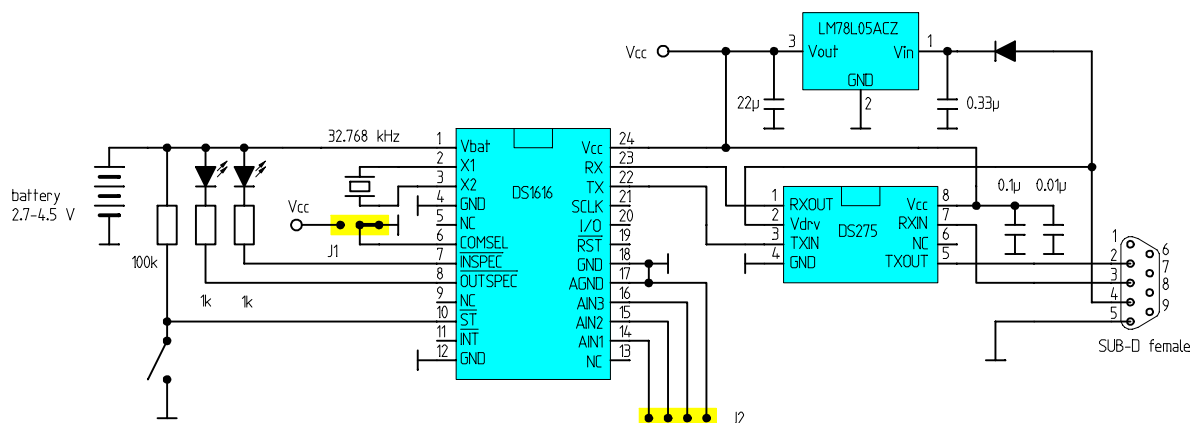 LM78L05ACZ
Vcc
3
Vout
Vin
1
GND
2
22µ
0.33µ
32.768 kHz
battery
2.7-4.5 V
100k
1k
1k
Vcc
J1
DS1616
1
Vbat
2
X1
3
X2
4
GND
5
NC
6
COMSEL
7
INSPEC
8
OUTSPEC
9
NC
10
ST
11
INT
12
GND
24
Vcc
23
RX
22
TX
21
SCLK
20
I/O
19
RST
18
GND
17
AGND
16
AIN3
15
AIN2
14
AIN1
13
NC
J2
DS275
1
RXOUT
2
Vdrv
3
TXIN
4
GND
8
Vcc
7
RXIN
6
NC
5
TXOUT
0.1µ
0.01µ
1
2
3
4
5
6
7
8
9
SUB-D female